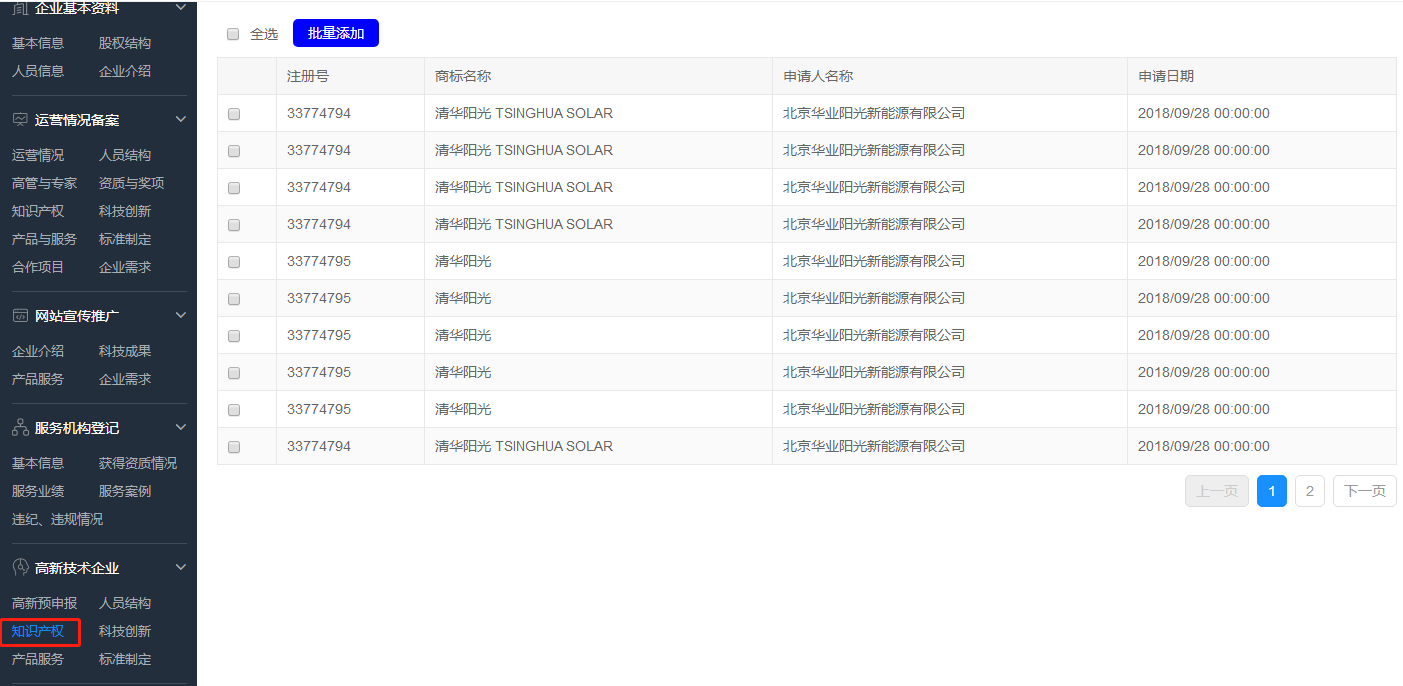 企业基本资料
基本信息 股权结构
人员信息 企业介绍
运营情况备案
运营情况 人员结构
高管与专家 资质与奖项
知识产权 科技创新
产品与服务 标准制定
合作项目 企业需求
网站宣传推广
企业介绍 科技成果
产品服务 企业需求
服务机构登记
基本信息 获得资质情况
服务业绩 服务案例
违纪、违规情况
高新技术企业
高新预申报 人员结构
知识产权 科技创新
产品服务 标准制定
全选 批量添加
注册号 商标名称 申请人名称 申请日期
33774794 清华阳光 TSINGHUA SOLAR 北京华业阳光新能源有限公司 2018/09/28 00:00:00
33774794 清华阳光 TSINGHUA SOLAR 北京华业阳光新能源有限公司 2018/09/28 00:00:00
33774794 清华阳光 TSINGHUA SOLAR 北京华业阳光新能源有限公司 2018/09/28 00:00:00
33774794 清华阳光 TSINGHUA SOLAR 北京华业阳光新能源有限公司 2018/09/28 00:00:00
33774795 清华阳光 北京华业阳光新能源有限公司 2018/09/28 00:00:00
33774795 清华阳光 北京华业阳光新能源有限公司 2018/09/28 00:00:00
33774795 清华阳光 北京华业阳光新能源有限公司 2018/09/28 00:00:00
33774795 清华阳光 北京华业阳光新能源有限公司 2018/09/28 00:00:00
33774795 清华阳光 北京华业阳光新能源有限公司 2018/09/28 00:00:00
33774794 清华阳光 TSINGHUA SOLAR 北京华业阳光新能源有限公司 2018/09/28 00:00:00
上一页 1 2 下一页